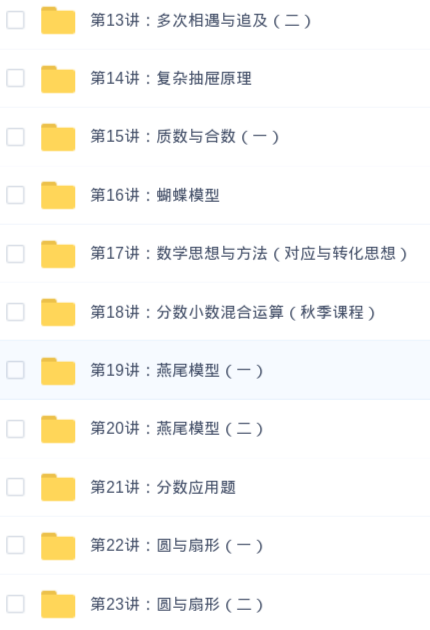 第13讲：多次相遇与追及（二）
第14讲：复杂抽屉原理
第15讲：质数与合数（一）
第16讲：蝴蝶模型
第17讲：数学思想与方法（对应与转化思想）
第18讲：分数小数混合运算（秋季课程）
第19讲：燕尾模型（一）
第20讲：燕尾模型（二）
第21讲：分数应用题
第22讲：圆与扇形（一）
第23讲：圆与扇形（二）